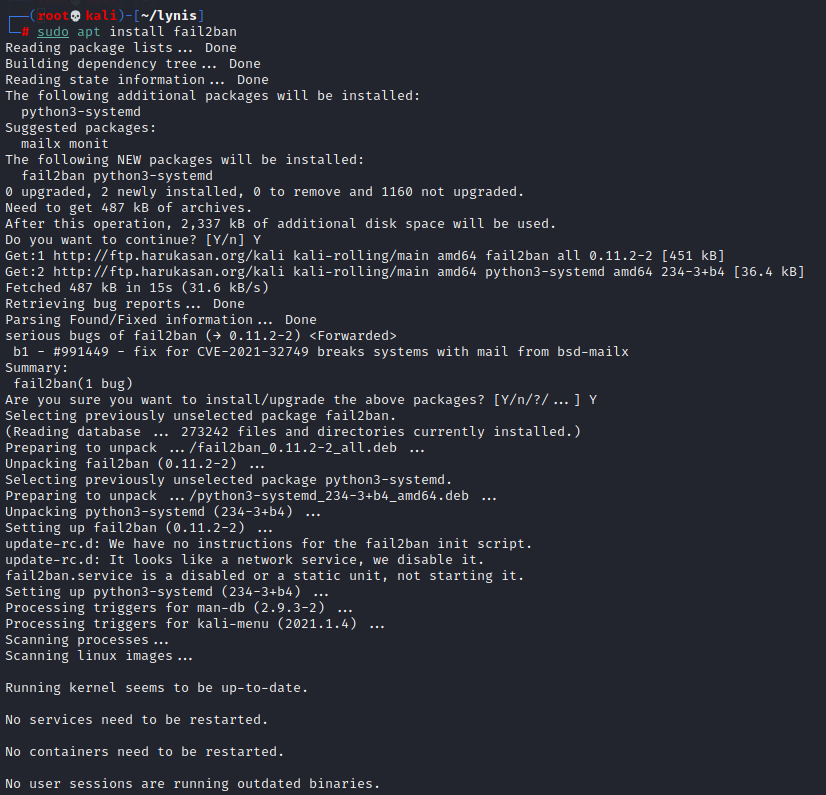 ┌──(root💀kali)-[~/lynis]
└─# sudo apt install fail2ban
Reading package lists... Done
Building dependency tree... Done
Reading state information... Done
The following additional packages will be installed:
  python3-systemd
Suggested packages:
  mailx monit
The following NEW packages will be installed:
  fail2ban python3-systemd
0 upgraded, 2 newly installed, 0 to remove and 1160 not upgraded.
Need to get 487 kB of archives.
After this operation, 2,337 kB of additional disk space will be used.
Do you want to continue? [Y/n] Y
Get:1 http://ftp.harukasan.org/kali kali-rolling/main amd64 fail2ban all 0.11.2-2 [451 kB]
Get:2 http://ftp.harukasan.org/kali kali-rolling/main amd64 python3-systemd amd64 234-3+b4 [36.4 kB]
Fetched 487 kB in 15s (31.6 kB/s)
Retrieving bug reports... Done
Parsing Found/Fixed information... Done
serious bugs of fail2ban (→ 0.11.2-2) <Forwarded>
 b1 - #991449 - fix for CVE-2021-32749 breaks systems with mail from bsd-mailx
Summary:
 fail2ban(1 bug)
Are you sure you want to install/upgrade the above packages? [Y/n/?/...] Y
Selecting previously unselected package fail2ban.
(Reading database ... 273242 files and directories currently installed.)
Preparing to unpack .../fail2ban_0.11.2-2_all.deb ...
Unpacking fail2ban (0.11.2-2) ...
Selecting previously unselected package python3-systemd.
Preparing to unpack .../python3-systemd_234-3+b4_amd64.deb ...
Unpacking python3-systemd (234-3+b4) ...
Setting up fail2ban (0.11.2-2) ...
update-rc.d: We have no instructions for the fail2ban init script.
update-rc.d: It looks like a network service, we disable it.
fail2ban.service is a disabled or a static unit, not starting it.
Setting up python3-systemd (234-3+b4) ...
Processing triggers for man-db (2.9.3-2) ...
Processing triggers for kali-menu (2021.1.4) ...
Scanning processes...
Scanning linux images...

Running kernel seems to be up-to-date.

No services need to be restarted.

No containers need to be restarted.

No user sessions are running outdated binaries.